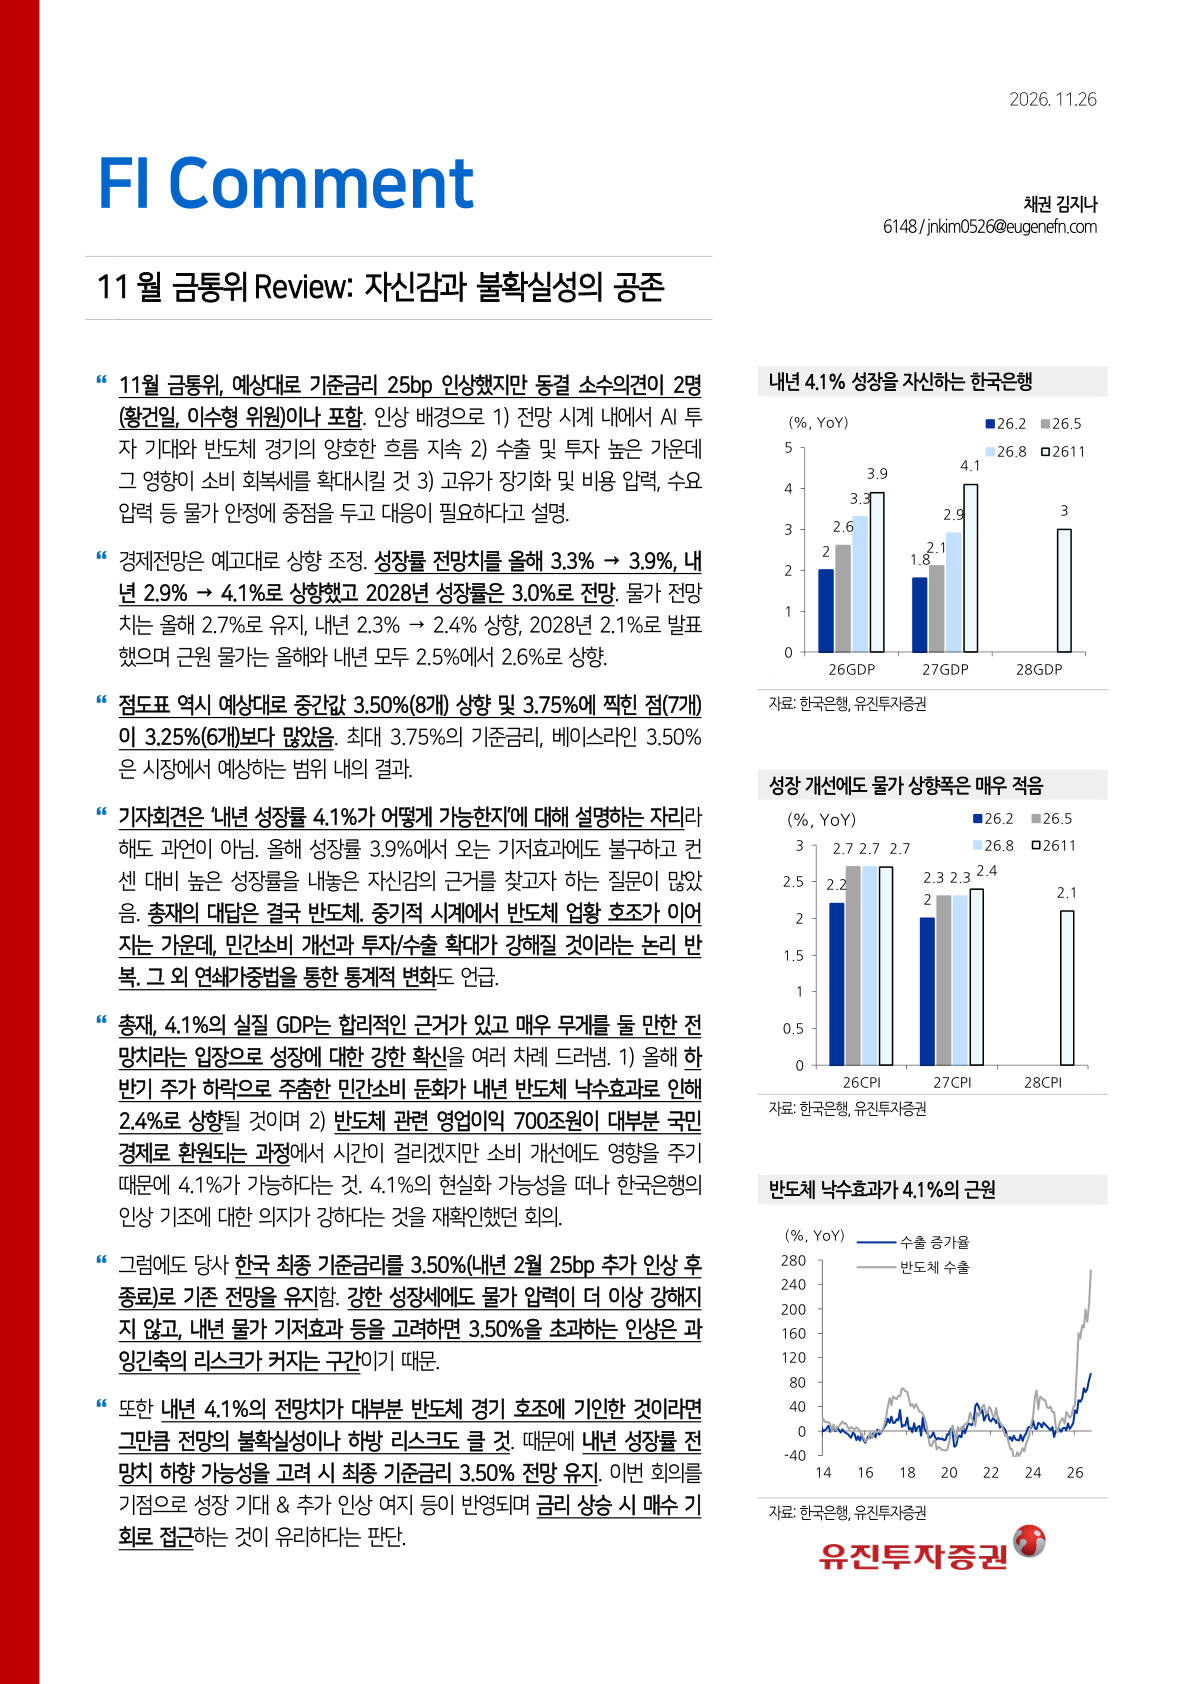 2026. 11.26
FI Comment
채권 김지나
6148 / jnkim0526@eugenefn.com
11월 금통위 Review: 자신감과 불확실성의 공존
“ 11월 금통위, 예상대로 기준금리 25bp 인상했지만 동결 소수의견이 2명
(황건일, 이수형 위원)이나 포함. 인상 배경으로 1) 전망 시계 내에서 AI 투
자 기대와 반도체 경기의 양호한 흐름 지속 2) 수출 및 투자 높은 가운데
그 영향이 소비 회복세를 확대시킬 것 3) 고유가 장기화 및 비용 압력, 수요
압력 등 물가 안정에 중점을 두고 대응이 필요하다고 설명.
“ 경제전망은 예고대로 상향 조정. 성장률 전망치를 올해 3.3% → 3.9%, 내
년 2.9% → 4.1%로 상향했고 2028년 성장률은 3.0%로 전망. 물가 전망
치는 올해 2.7%로 유지, 내년 2.3% → 2.4% 상향, 2028년 2.1%로 발표
했으며 근원 물가는 올해와 내년 모두 2.5%에서 2.6%로 상향.
“ 점도표 역시 예상대로 중간값 3.50%(8개) 상향 및 3.75%에 찍힌 점(7개)
이 3.25%(6개)보다 많았음. 최대 3.75%의 기준금리, 베이스라인 3.50%
은 시장에서 예상하는 범위 내의 결과.
“ 기자회견은 ‘내년 성장률 4.1%가 어떻게 가능한지’에 대해 설명하는 자리라
해도 과언이 아님. 올해 성장률 3.9%에서 오는 기저효과에도 불구하고 컨
센 대비 높은 성장률을 내놓은 자신감의 근거를 찾고자 하는 질문이 많았
음. 총재의 대답은 결국 반도체. 중기적 시계에서 반도체 업황 호조가 이어
지는 가운데, 민간소비 개선과 투자/수출 확대가 강해질 것이라는 논리 반
복. 그 외 연쇄가중법을 통한 통계적 변화도 언급.
“ 총재, 4.1%의 실질 GDP는 합리적인 근거가 있고 매우 무게를 둘 만한 전
망치라는 입장으로 성장에 대한 강한 확신을 여러 차례 드러냄. 1) 올해 하
반기 주가 하락으로 주춤한 민간소비 둔화가 내년 반도체 낙수효과로 인해
2.4%로 상향될 것이며 2) 반도체 관련 영업이익 700조원이 대부분 국민
경제로 환원되는 과정에서 시간이 걸리겠지만 소비 개선에도 영향을 주기
때문에 4.1%가 가능하다는 것. 4.1%의 현실화 가능성을 떠나 한국은행의
인상 기조에 대한 의지가 강하다는 것을 재확인했던 회의.
“ 그럼에도 당사 한국 최종 기준금리를 3.50%(내년 2월 25bp 추가 인상 후
종료)로 기존 전망을 유지함. 강한 성장세에도 물가 압력이 더 이상 강해지
지 않고, 내년 물가 기저효과 등을 고려하면 3.50%을 초과하는 인상은 과
잉긴축의 리스크가 커지는 구간이기 때문.
“ 또한 내년 4.1%의 전망치가 대부분 반도체 경기 호조에 기인한 것이라면
그만큼 전망의 불확실성이나 하방 리스크도 클 것. 때문에 내년 성장률 전
망치 하향 가능성을 고려 시 최종 기준금리 3.50% 전망 유지. 이번 회의를
기점으로 성장 기대 & 추가 인상 여지 등이 반영되며 금리 상승 시 매수 기
회로 접근하는 것이 유리하다는 판단.
내년 4.1% 성장을 자신하는 한국은행
(%, YoY)
26.2 26.5
26.8 2611
5
4
3
2
1
0
2 2.6 3.3 3.9
1.8 2.1 2.9 4.1
3
26GDP 27GDP 28GDP
자료: 한국은행, 유진투자증권
성장 개선에도 물가 상향폭은 매우 적음
(%, YoY)
26.2 26.5
26.8 2611
3
2.5
2
1.5
1
0.5
0
2.2 2.7 2.7 2.7
2 2.3 2.3 2.4
2.1
26CPI 27CPI 28CPI
자료: 한국은행, 유진투자증권
반도체 낙수효과가 4.1%의 근원
(%, YoY)
수출 증가율
반도체 수출
280
240
200
160
120
80
40
0
-40
14 16 18 20 22 24 26
자료: 한국은행, 유진투자증권
유진투자증권